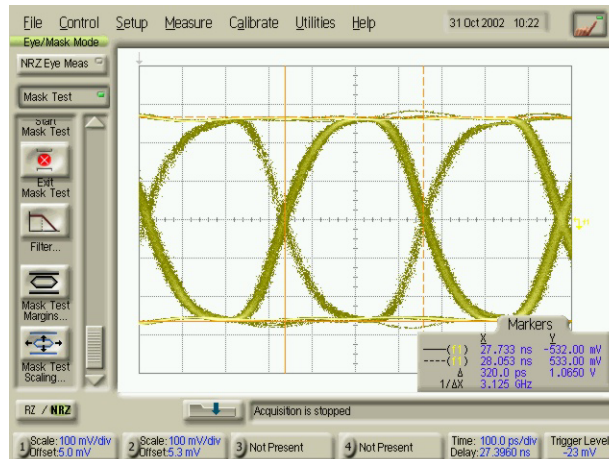 File Control Setup Measure Calibrate Utilities Help 31 Oct 2002 10:22
Eye/Mask Mode
NRZ Eye Meas
Mask Test
Start
Mask Test
Exit
Mask Test
Filter...
Mask Test
Margins...
Mask Test
Scaling...
Markers
X Y
——(f1) 27.733 ns -532.00 mV
----(f1) 28.053 ns 533.00 mV
Δ 320.0 ps 1.0650 V
1/ΔX 3.125 GHz
RZ / NRZ
Acquisition is stopped
1 Scale: 100 mV/div
Offset: 5.0 mV
2 Scale: 100 mV/div
Offset: 5.3 mV
3 Not Present
4 Not Present
Time: 100.0 ps/div
Delay: 27.3960 ns
Trigger Level
-23 mV